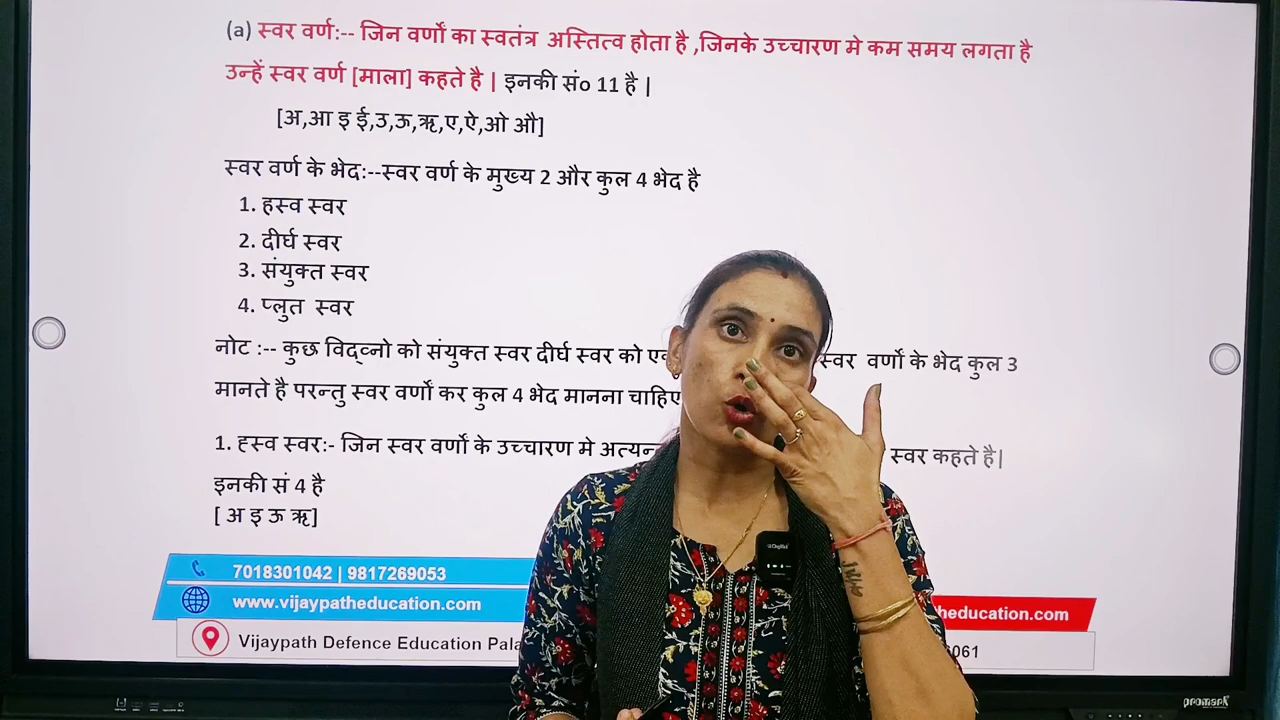 (a) स्वर वर्ण:-- जिन वर्णों का स्वतंत्र अस्तित्व होता है ,जिनके उच्चारण मे कम समय लगता है
उन्हें स्वर वर्ण [माला] कहते है | इनकी सं० 11 है |
[अ,आ इ ई,उ,ऊ,ऋ,ए,ऐ,ओ औ]
स्वर वर्ण के भेद:--स्वर वर्ण के मुख्य 2 और कुल 4 भेद है
1. हस्व स्वर
2. दीर्घ स्वर
3. संयुक्त स्वर
4. प्लुत स्वर
नोट :-- कुछ विद्व्नो को संयुक्त स्वर दीर्घ स्वर को स्वर वर्णों के भेद कुल 3
मानते है परन्तु स्वर वर्णों कर कुल 4 भेद मानना चाहिए
1. ह्स्व स्वर:- जिन स्वर वर्णों के उच्चारण मे स्वर कहते है|
इनकी सं 4 है
[ अ इ ऊ ऋ]
7018301042 | 9817269053
www.vijaypatheducation.com heducation.com
Vijaypath Defence Education 061
promark